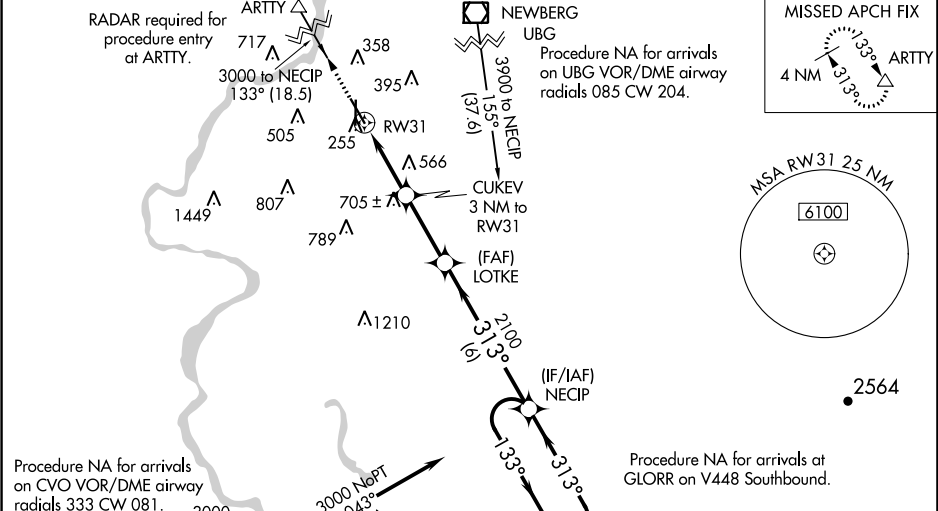 ARTTY
RADAR required for
procedure entry
at ARTTY.
717
358
3000 to NECIP
133° (18.5)
395
505
255
RW31
566
1449
807
705 ±
789
CUKEV
3 NM to
RW31
NEWBERG
UBG
3900 to NECIP
155°
(37.6)
Procedure NA for arrivals
on UBG VOR/DME airway
radials 085 CW 204.
MISSED APCH FIX
133°
ARTTY
4 NM
313°
MSA RW31 25 NM
6100
(FAF)
LOTKE
1210
2100
313°
(6)
(IF/IAF)
NECIP
2564
133°
313°
Procedure NA for arrivals
on CVO VOR/DME airway
radials 333 CW 081.
3000
3000 NoPT
043°
Procedure NA for arrivals at
GLORR on V448 Southbound.